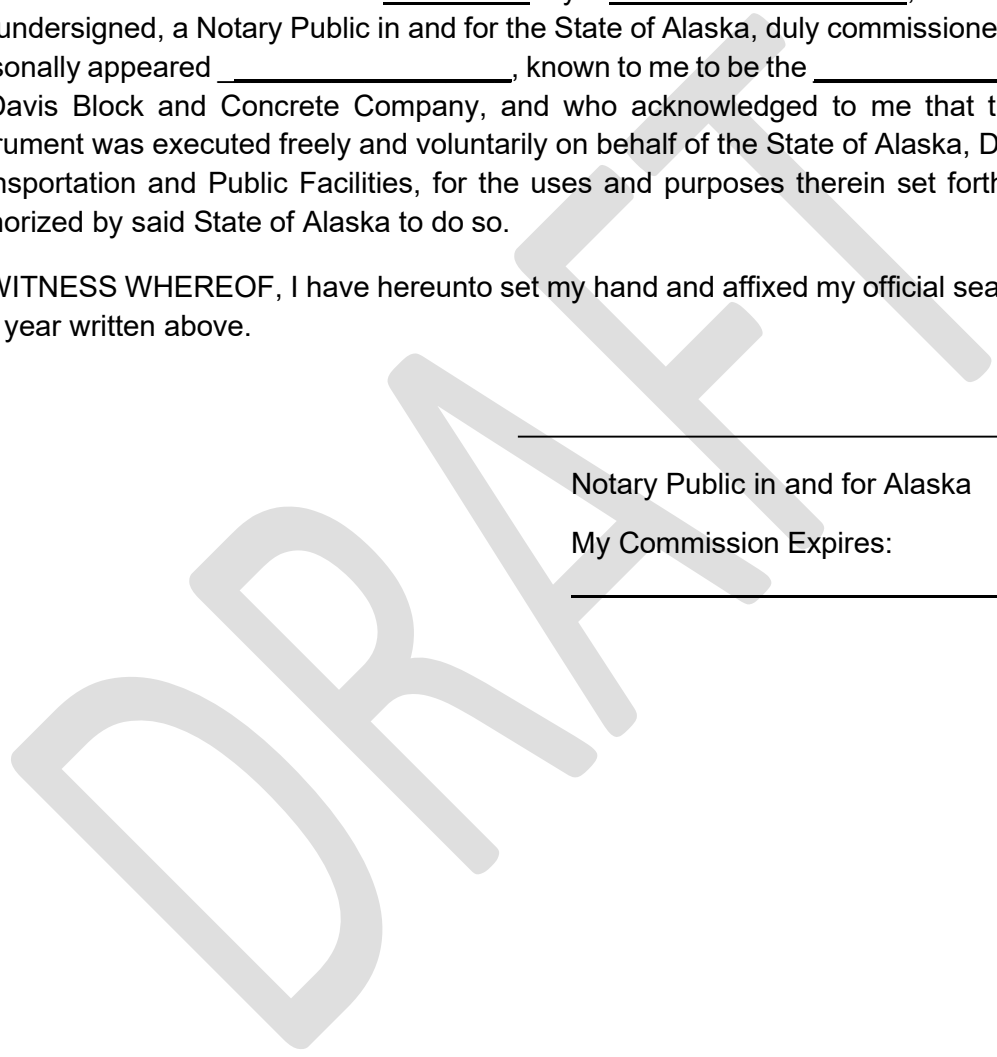 undersigned, a Notary Public in and for the State of Alaska, duly commissione
sonally appeared _________________, known to me to be the ____________
Davis Block and Concrete Company, and who acknowledged to me that t
rument was executed freely and voluntarily on behalf of the State of Alaska, D
nsportation and Public Facilities, for the uses and purposes therein set forth
horized by said State of Alaska to do so.
WITNESS WHEREOF, I have hereunto set my hand and affixed my official sea
year written above.
Notary Public in and for Alaska
My Commission Expires:
DRAFT